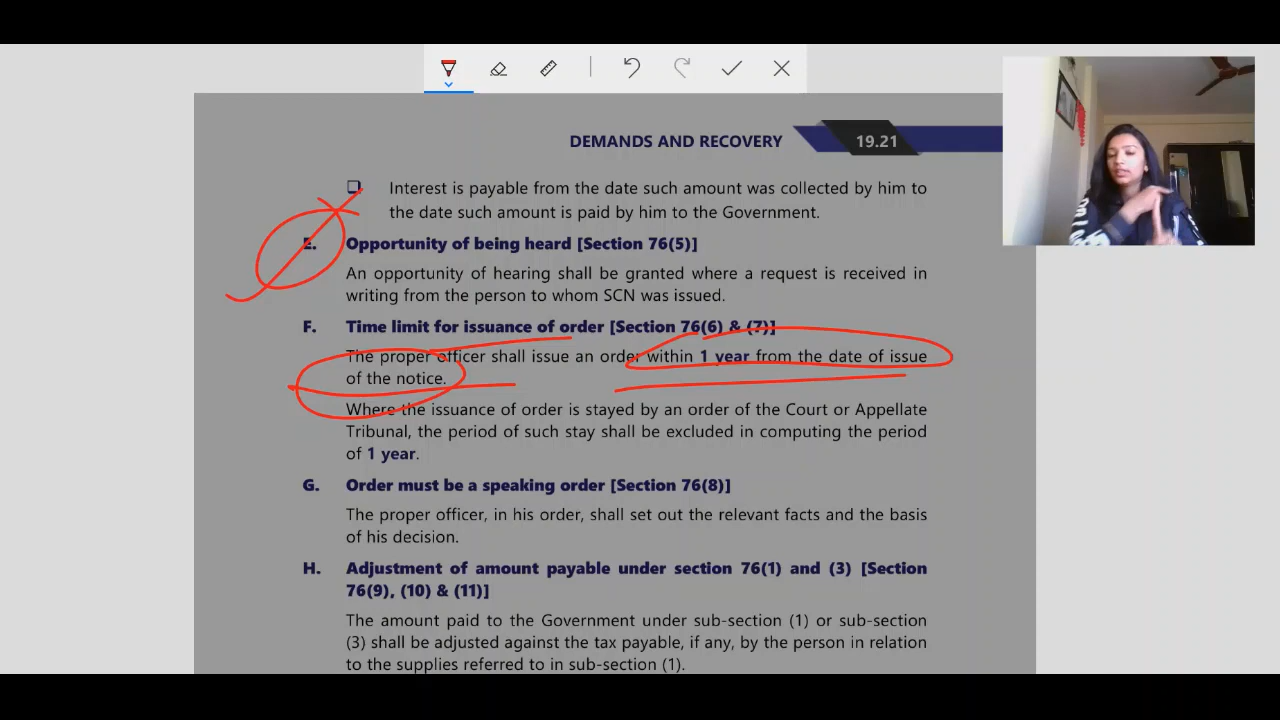 DEMANDS AND RECOVERY 19.21
Interest is payable from the date such amount was collected by him to
the date such amount is paid by him to the Government.
E. Opportunity of being heard [Section 76(5)]
An opportunity of hearing shall be granted where a request is received in
writing from the person to whom SCN was issued.
F. Time limit for issuance of order [Section 76(6) & (7)]
The proper officer shall issue an order within 1 year from the date of issue
of the notice.
Where the issuance of order is stayed by an order of the Court or Appellate
Tribunal, the period of such stay shall be excluded in computing the period
of 1 year.
G. Order must be a speaking order [Section 76(8)]
The proper officer, in his order, shall set out the relevant facts and the basis
of his decision.
H. Adjustment of amount payable under section 76(1) and (3) [Section
76(9), (10) & (11)]
The amount paid to the Government under sub-section (1) or sub-section
(3) shall be adjusted against the tax payable, if any, by the person in relation
to the supplies referred to in sub-section (1).